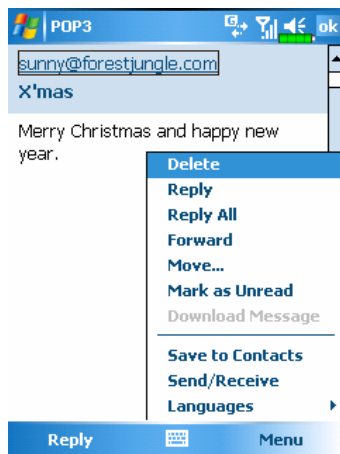 POP3
G
ok
sunny@forestjungle.com
X'mas
Merry Christmas and happy new
year.
Delete
Reply
Reply All
Forward
Move...
Mark as Unread
Download Message
Save to Contacts
Send/Receive
Languages
Reply
Menu